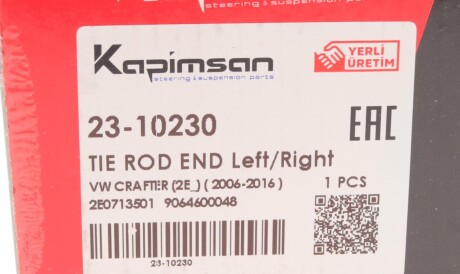 steering & suspension parts
Kapimsan
steering & suspension parts
YERLİ
ÜRETİM
23-10230
EAC
TIE ROD END Left/Right
VW CRAFTER (2E_) ( 2006-2016 )
1 PCS
2E0713501 9064600048
23-10230